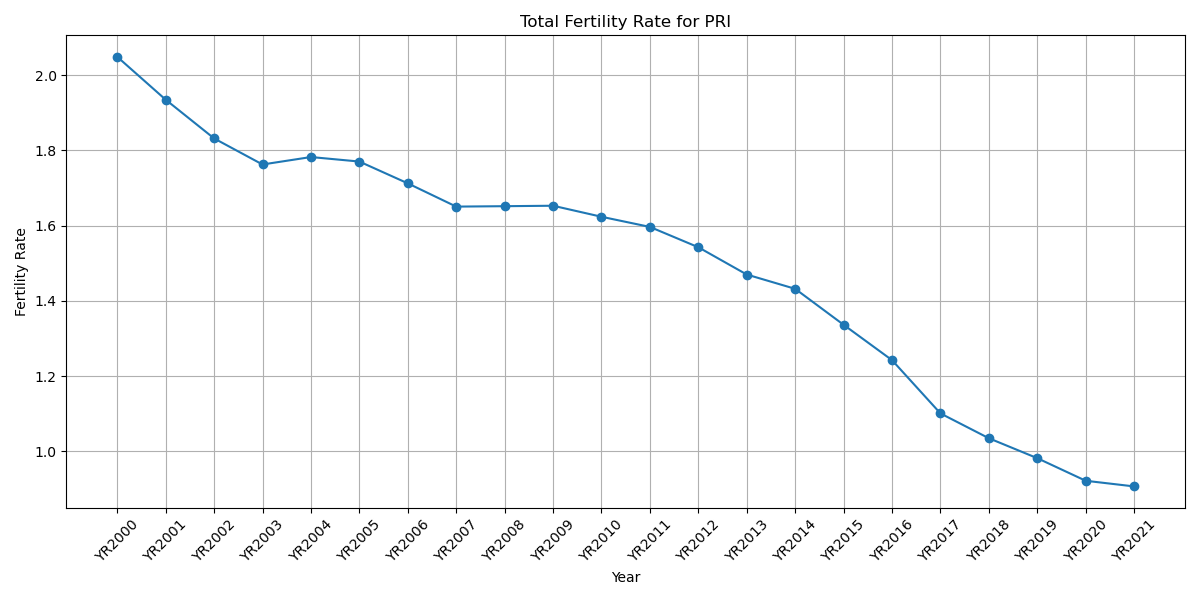 Total Fertility Rate for PRI
Fertility Rate
2.0
1.8
1.6
1.4
1.2
1.0
YR2000
YR2001
YR2002
YR2003
YR2004
YR2005
YR2006
YR2007
YR2008
YR2009
YR2010
YR2011
YR2012
YR2013
YR2014
YR2015
YR2016
YR2017
YR2018
YR2019
YR2020
YR2021
Year